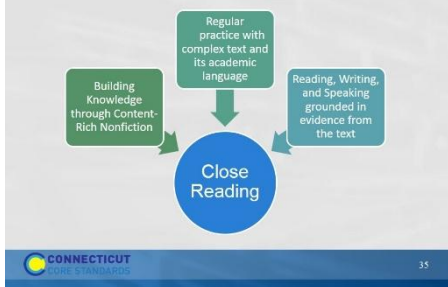 Regular
practice with
complex text and
its academic
language
Building
Knowledge
through Content-
Rich Nonfiction
Reading, Writing,
and Speaking
grounded in
evidence from
the text
Close
Reading
CONNECTICUT
CORE STANDARDS
35